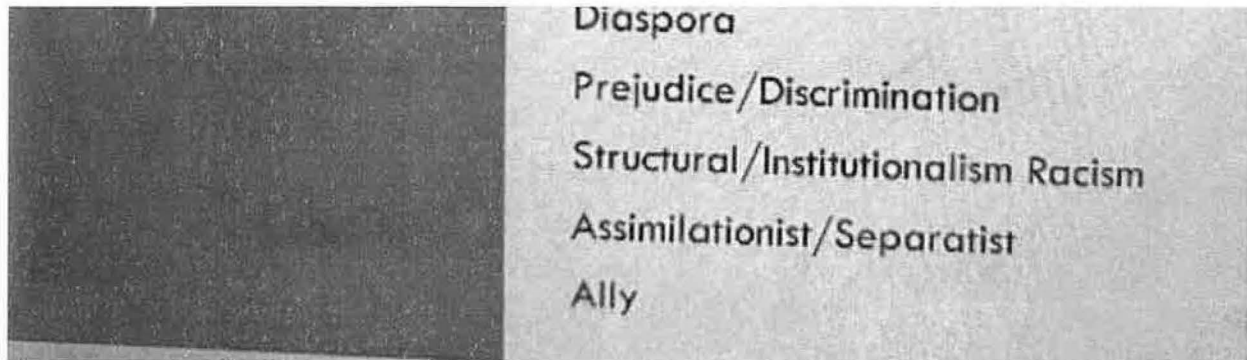 Diaspora
Prejudice/Discrimination
Structural/Institutionalism Racism
Assimilationist/Separatist
Ally